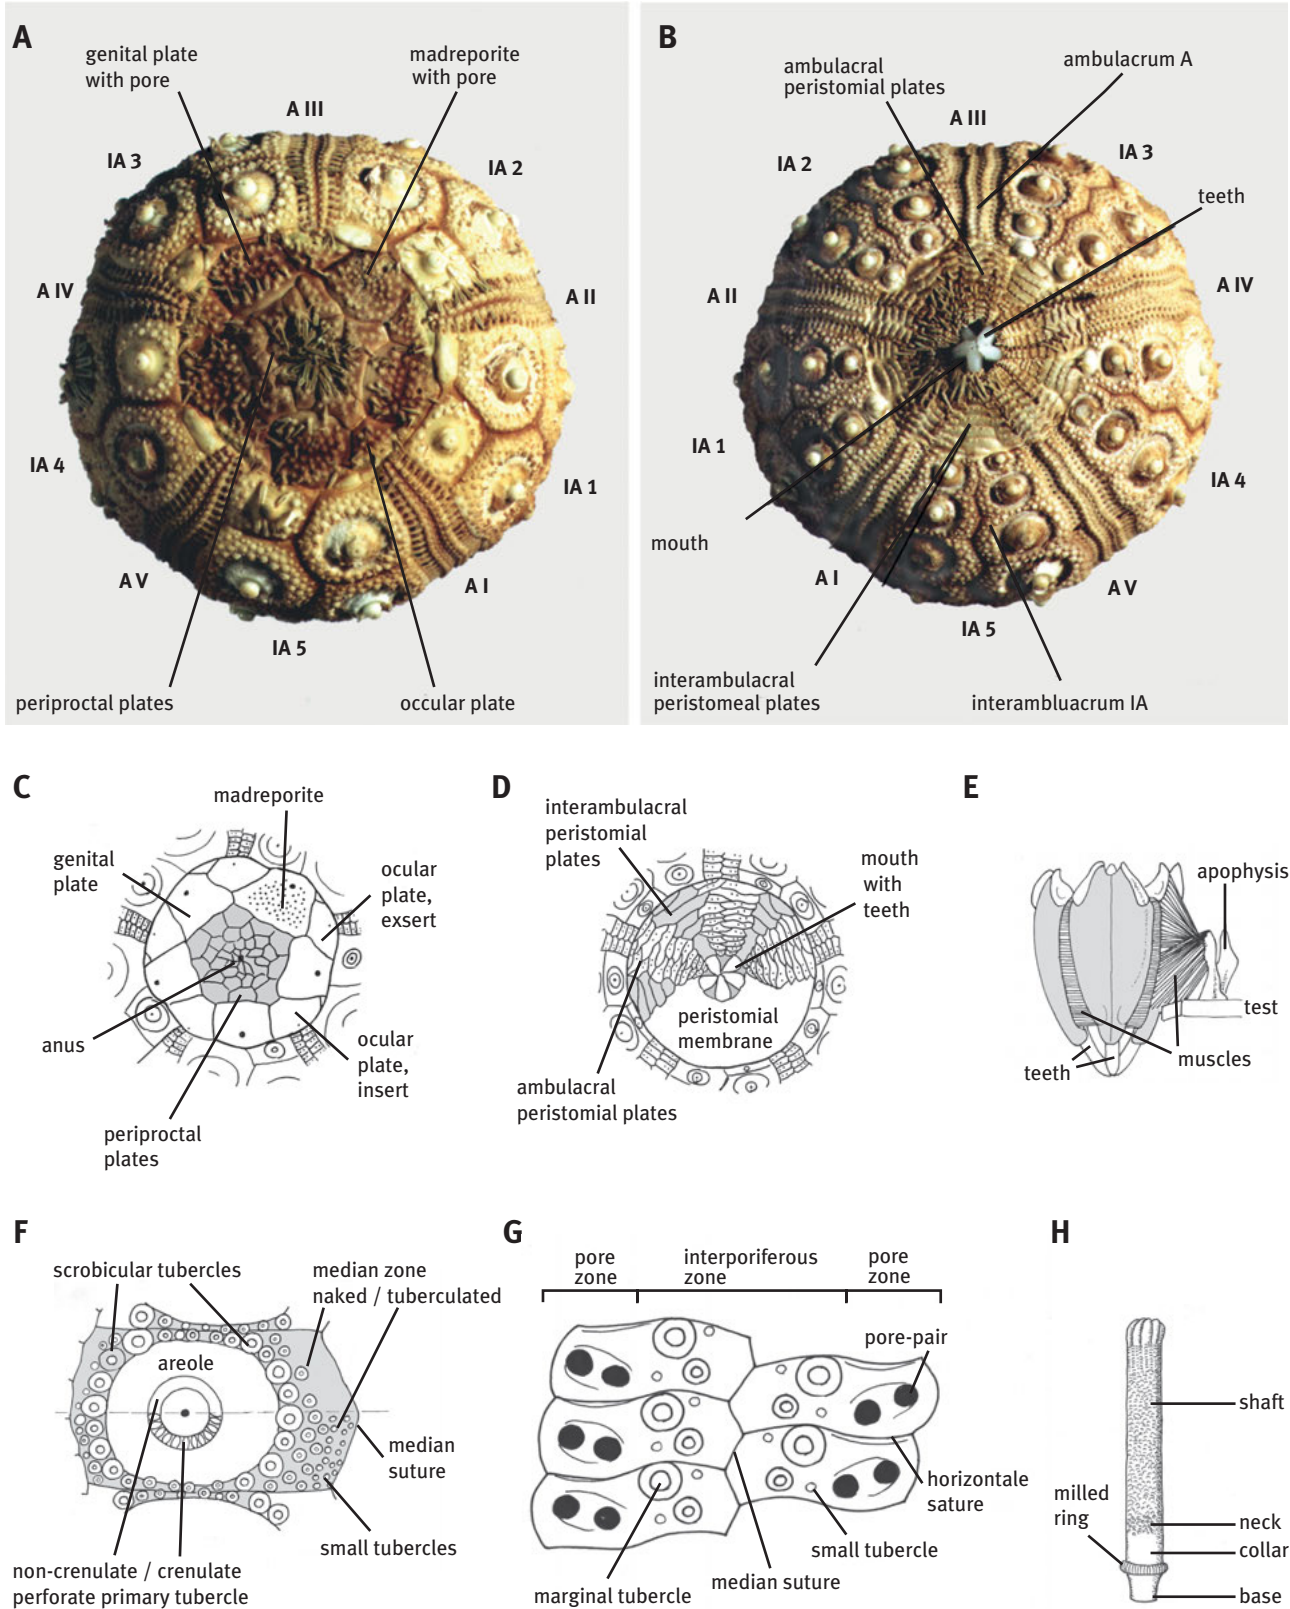 A
genital plate
with pore
madreporite
with pore
A III
IA 3
IA 2
A IV
A II
IA 4
IA 1
A V
A I
IA 5
periproctal plates
occular plate
B
ambulacral
peristomial plates
ambulacrum A
A III
IA 2
IA 3
teeth
A II
A IV
IA 1
IA 4
mouth
A I
A V
IA 5
interambulacral
peristomeal plates
interambluacrum IA
C
madreporite
genital
plate
ocular
plate,
exsert
anus
ocular
plate,
insert
periproctal
plates
D
interambulacral
peristomial
plates
mouth
with
teeth
peristomial
membrane
ambulacral
peristomial plates
E
apophysis
test
muscles
teeth
F
scrobicular tubercles
median zone
naked / tuberculated
areole
median
suture
small tubercles
non-crenulate / crenulate
perforate primary tubercle
G
pore
zone
interporiferous
zone
pore
zone
pore-pair
horizontale
sature
small tubercle
median suture
marginal tubercle
H
shaft
milled
ring
neck
collar
base